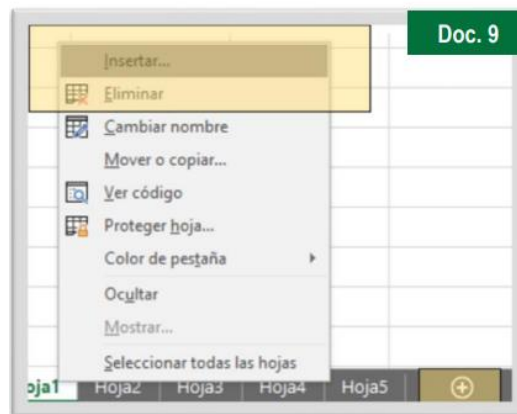 Doc. 9
Insertar...
Eliminar
Cambiar nombre
Mover o copiar...
Ver código
Proteger hoja...
Color de pestaña
Ocultar
Mostrar...
Seleccionar todas las hojas
oja1 Hoja2 Hoja3 Hoja4 Hoja5